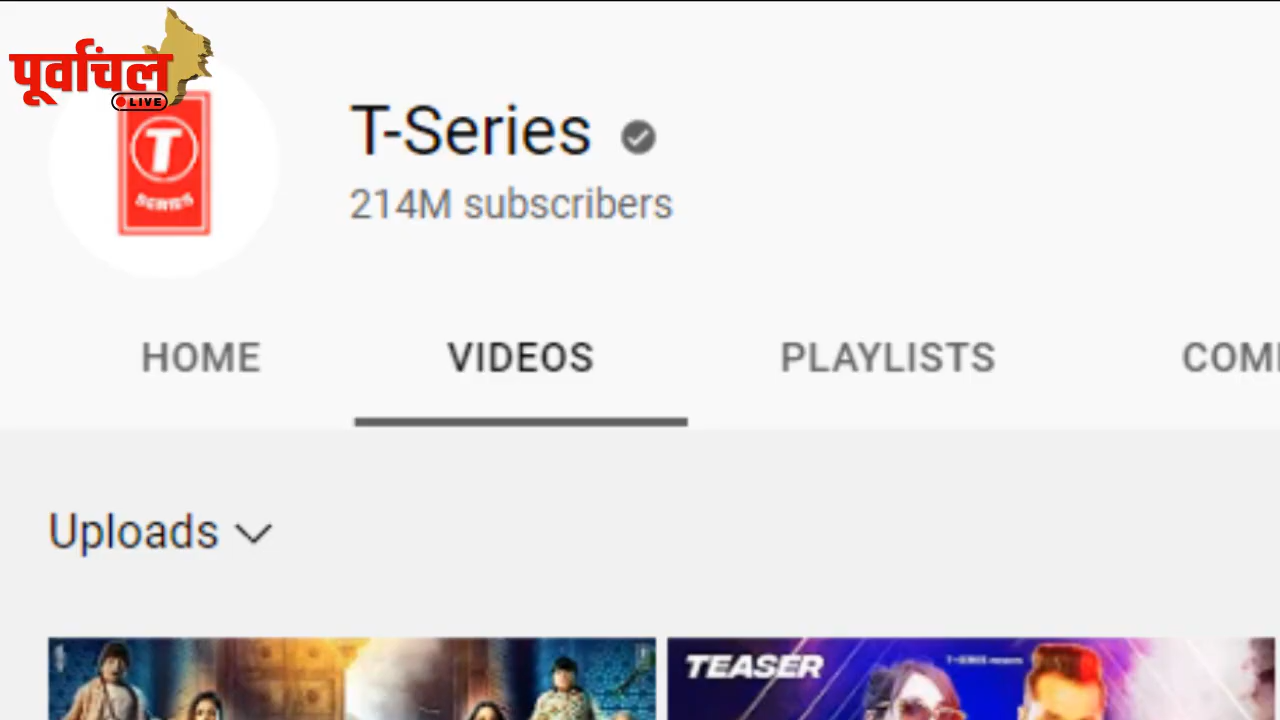 पूर्वांचल
LIVE
T
SERIES
T-Series
214M subscribers
HOME
VIDEOS
PLAYLISTS
COM
Uploads
TEASER